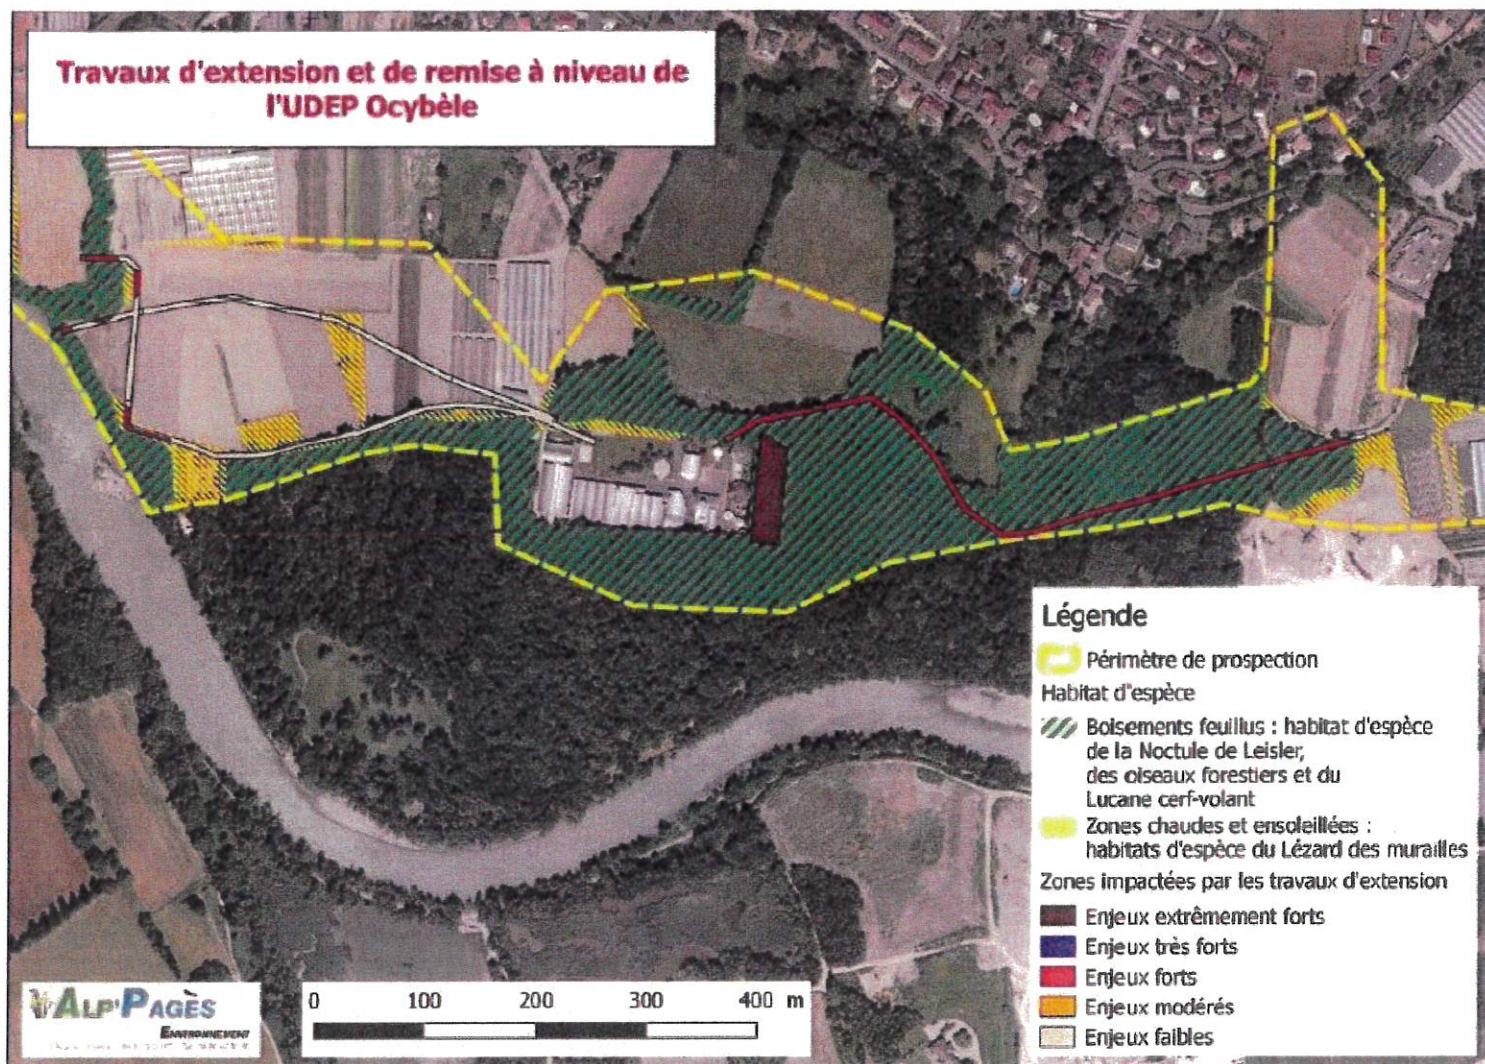 Travaux d'extension et de remise à niveau de
l'UDEP Ocybèle
Légende
Périmètre de prospection
Habitat d'espèce
Boisements feuillus : habitat d'espèce
de la Noctule de Leisler,
des oiseaux forestiers et du
Lucane cerf-volant
Zones chaudes et ensoleillées :
habitats d'espèce du Lézard des murailles
Zones impactées par les travaux d'extension
Enjeux extrêmement forts
Enjeux très forts
Enjeux forts
Enjeux modérés
Enjeux faibles
ALP'PAGÈS
ENVIRONNEMENT
0 100 200 300 400 m